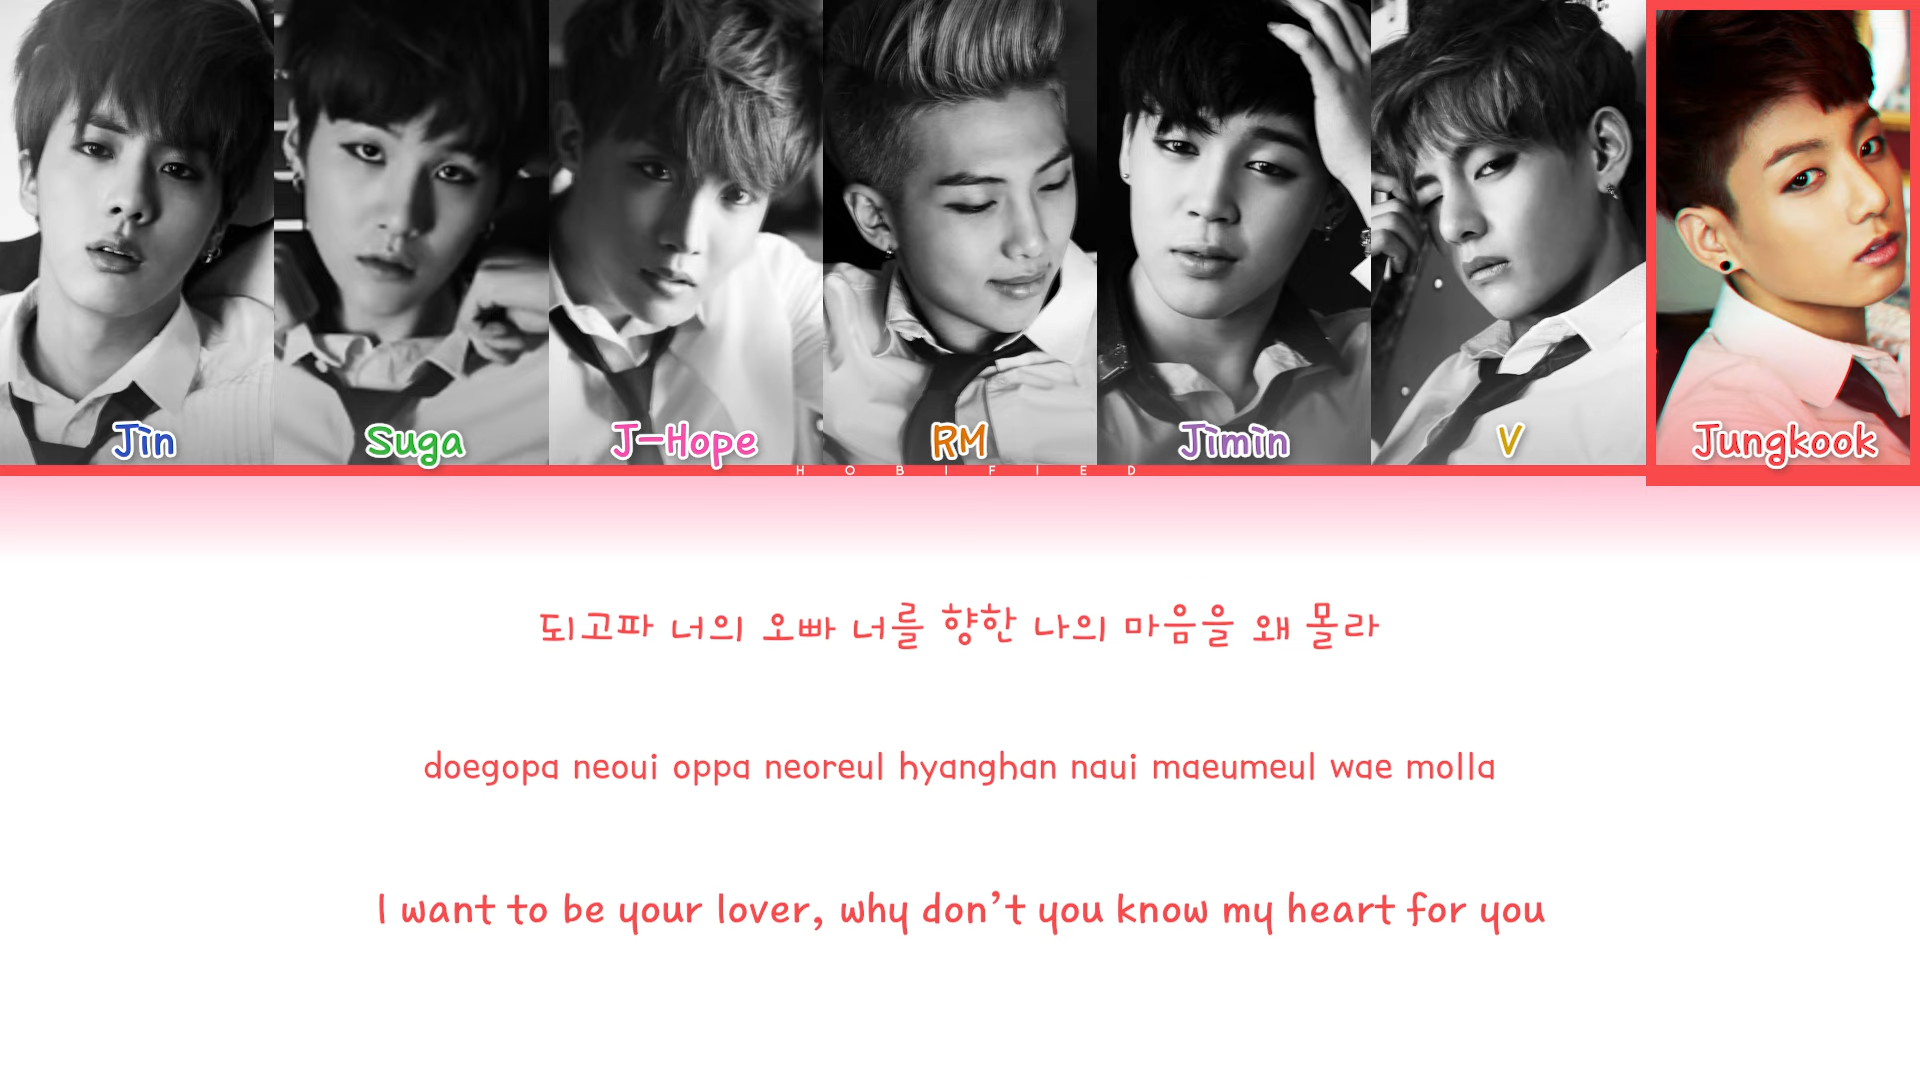 Jin
Suga
J-Hope
RM
Jimin
V
Jungkook
HOBIFIED
되고파 너의 오빠 너를 향한 나의 마음을 왜 몰라
doegopa neoui oppa neoreul hyanghan naui maeumeul wae molla
I want to be your lover, why don't you know my heart for you